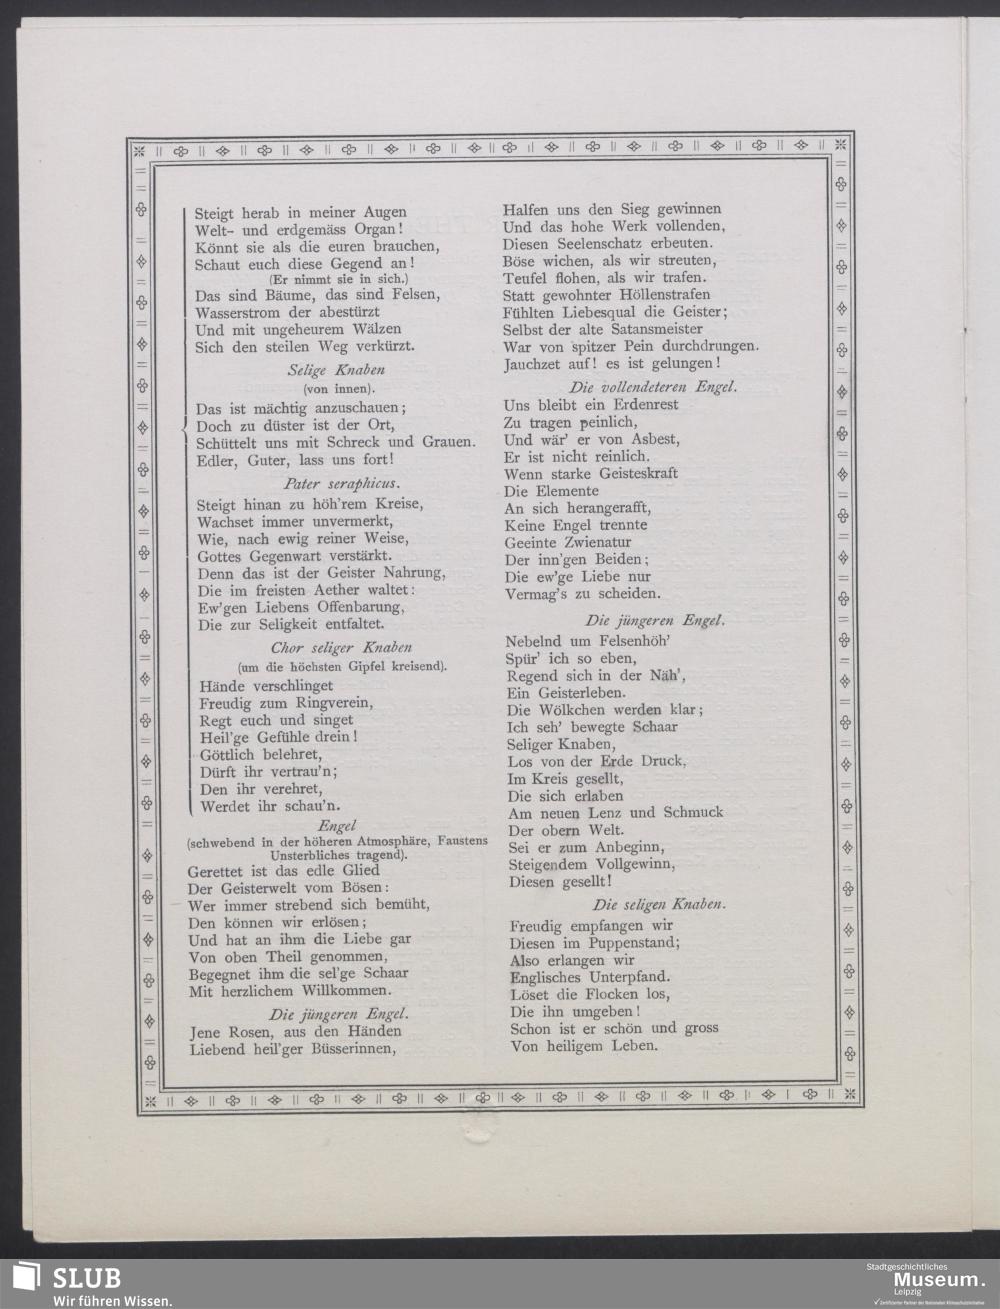 Steigt herab in meiner Augen
Welt- und erdgemäss Organ!
Könnt sie als die euren brauchen,
Schaut euch diese Gegend an!
(Er nimmt sie in sich.)
Das sind Bäume, das sind Felsen,
Wasserstrom der abestürzt
Und mit ungeheurem Wälzen
Sich den steilen Weg verkürzt.
Selige Knaben
(von innen).
Das ist mächtig anzuschauen;
Doch zu düster ist der Ort,
Schüttelt uns mit Schreck und Grauen.
Edler, Guter, lass uns fort!
Pater seraphicus.
Steigt hinan zu höh'rem Kreise,
Wachset immer unvermerkt,
Wie, nach ewig reiner Weise,
Gottes Gegenwart verstärkt.
Denn das ist der Geister Nahrung,
Die im freisten Aether waltet:
Ew'gen Liebens Offenbarung,
Die zur Seligkeit entfaltet.
Chor seliger Knaben
(um die höchsten Gipfel kreisend).
Hände verschlinget
Freudig zum Ringverein,
Regt euch und singet
Heil'ge Gefühle drein!
Göttlich belehret,
Dürft ihr vertrau'n;
Den ihr verehret,
Werdet ihr schau'n.
Engel
(schwebend in der höheren Atmosphäre, Faustens
Unsterbliches tragend).
Gerettet ist das edle Glied
Der Geisterwelt vom Bösen:
Wer immer strebend sich bemüht,
Den können wir erlösen;
Und hat an ihm die Liebe gar
Von oben Theil genommen,
Begegnet ihm die sel'ge Schaar
Mit herzlichem Willkommen.
Die jüngeren Engel.
Jene Rosen, aus den Händen
Liebend heil'ger Büsserinnen,
Halfen uns den Sieg gewinnen
Und das hohe Werk vollenden,
Diesen Seelenschatz erbeuten.
Böse wichen, als wir streuten,
Teufel flohen, als wir trafen.
Statt gewohnter Höllenstrafen
Fühlten Liebesqual die Geister;
Selbst der alte Satansmeister
War von spitzer Pein durchdrungen.
Jauchzet auf! es ist gelungen!
Die vollendeteren Engel.
Uns bleibt ein Erdenrest
Zu tragen peinlich,
Und wär' er von Asbest,
Er ist nicht reinlich.
Wenn starke Geisteskraft
Die Elemente
An sich herangerafft,
Keine Engel trennte
Geeinte Zwienatur
Der inn'gen Beiden;
Die ew'ge Liebe nur
Vermag's zu scheiden.
Die jüngeren Engel.
Nebelnd um Felsenhöh'
Spür' ich so eben,
Regend sich in der Näh',
Ein Geisterleben.
Die Wölkchen werden klar;
Ich seh' bewegte Schaar
Seliger Knaben,
Los von der Erde Druck,
Im Kreis gesellt,
Die sich erlaben
Am neuen Lenz und Schmuck
Der obern Welt.
Sei er zum Anbeginn,
Steigendem Vollgewinn,
Diesen gesellt!
Die seligen Knaben.
Freudig empfangen wir
Diesen im Puppenstand;
Also erlangen wir
Englisches Unterpfand.
Löset die Flocken los,
Die ihn umgeben!
Schon ist er schön und gross
Von heiligem Leben.
SLUB
Wir führen Wissen.
Stadtgeschichtliches
Museum.
Leipzig
Zertifizierter Partner der Nationalen Klimaschutzinitiative